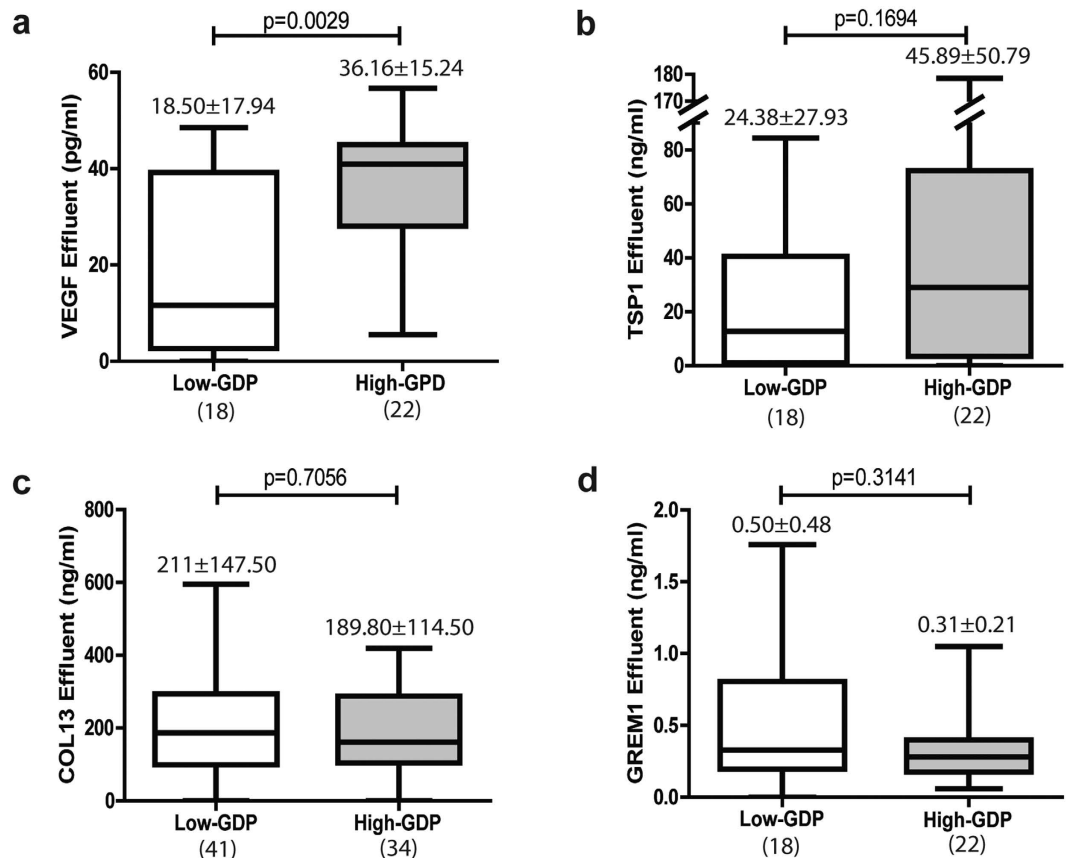 a
p=0.0029
36.16±15.24
18.50±17.94
60
40
20
0
VEGF Effluent (pg/ml)
Low-GDP
High-GPD
(18)
(22)
b
p=0.1694
45.89±50.79
24.38±27.93
180
170
80
60
40
20
0
TSP1 Effluent (ng/ml)
Low-GDP
High-GDP
(18)
(22)
c
p=0.7056
211±147.50
189.80±114.50
800
600
400
200
0
COL13 Effluent (ng/ml)
Low-GDP
High-GDP
(41)
(34)
d
p=0.3141
0.50±0.48
0.31±0.21
2.0
1.5
1.0
0.5
0.0
GREM1 Effluent (ng/ml)
Low-GDP
High-GDP
(18)
(22)